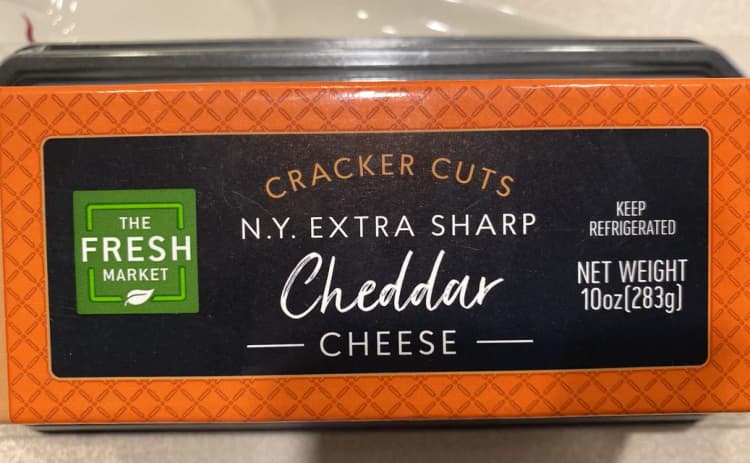 THE
FRESH
MARKET
CRACKER CUTS
N.Y. EXTRA SHARP
Cheddar
CHEESE
KEEP
REFRIGERATED
NET WEIGHT
10oz(283g)